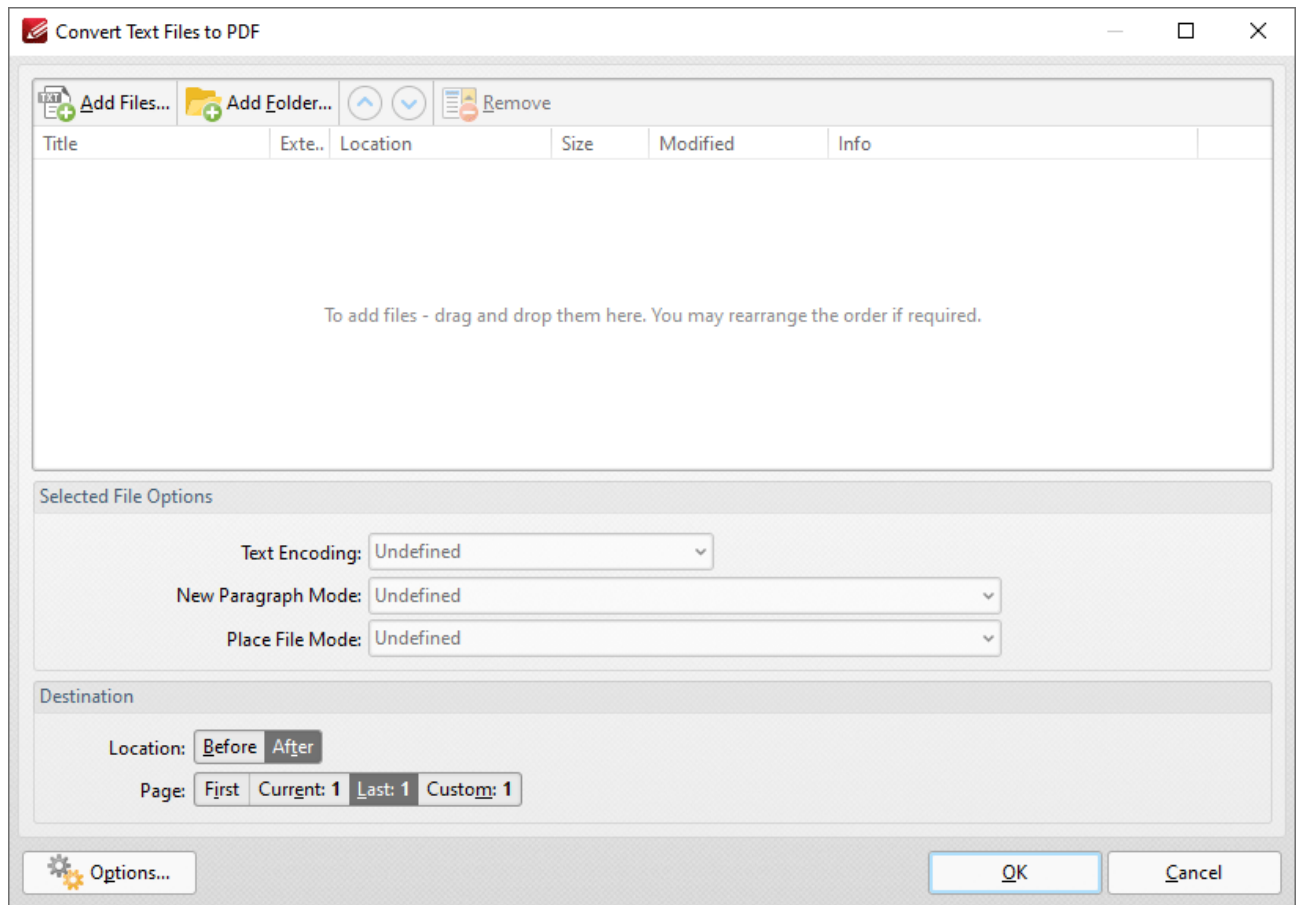 Convert Text Files to PDF
TXT Add Files... Add Folder... Remove
Title Exte.. Location Size Modified Info
To add files - drag and drop them here. You may rearrange the order if required.
Selected File Options
Text Encoding: Undefined
New Paragraph Mode: Undefined
Place File Mode: Undefined
Destination
Location: Before After
Page: First Current: 1 Last: 1 Custom: 1
Options... OK Cancel